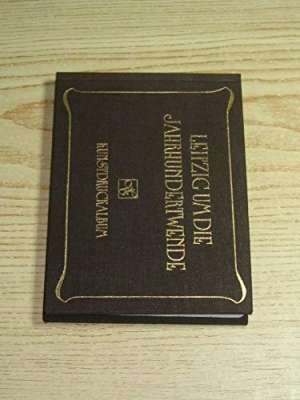 LEIPZIG UM DIE
JAHRHUNDERTWENDE
KUNSTDRUCKALBUM